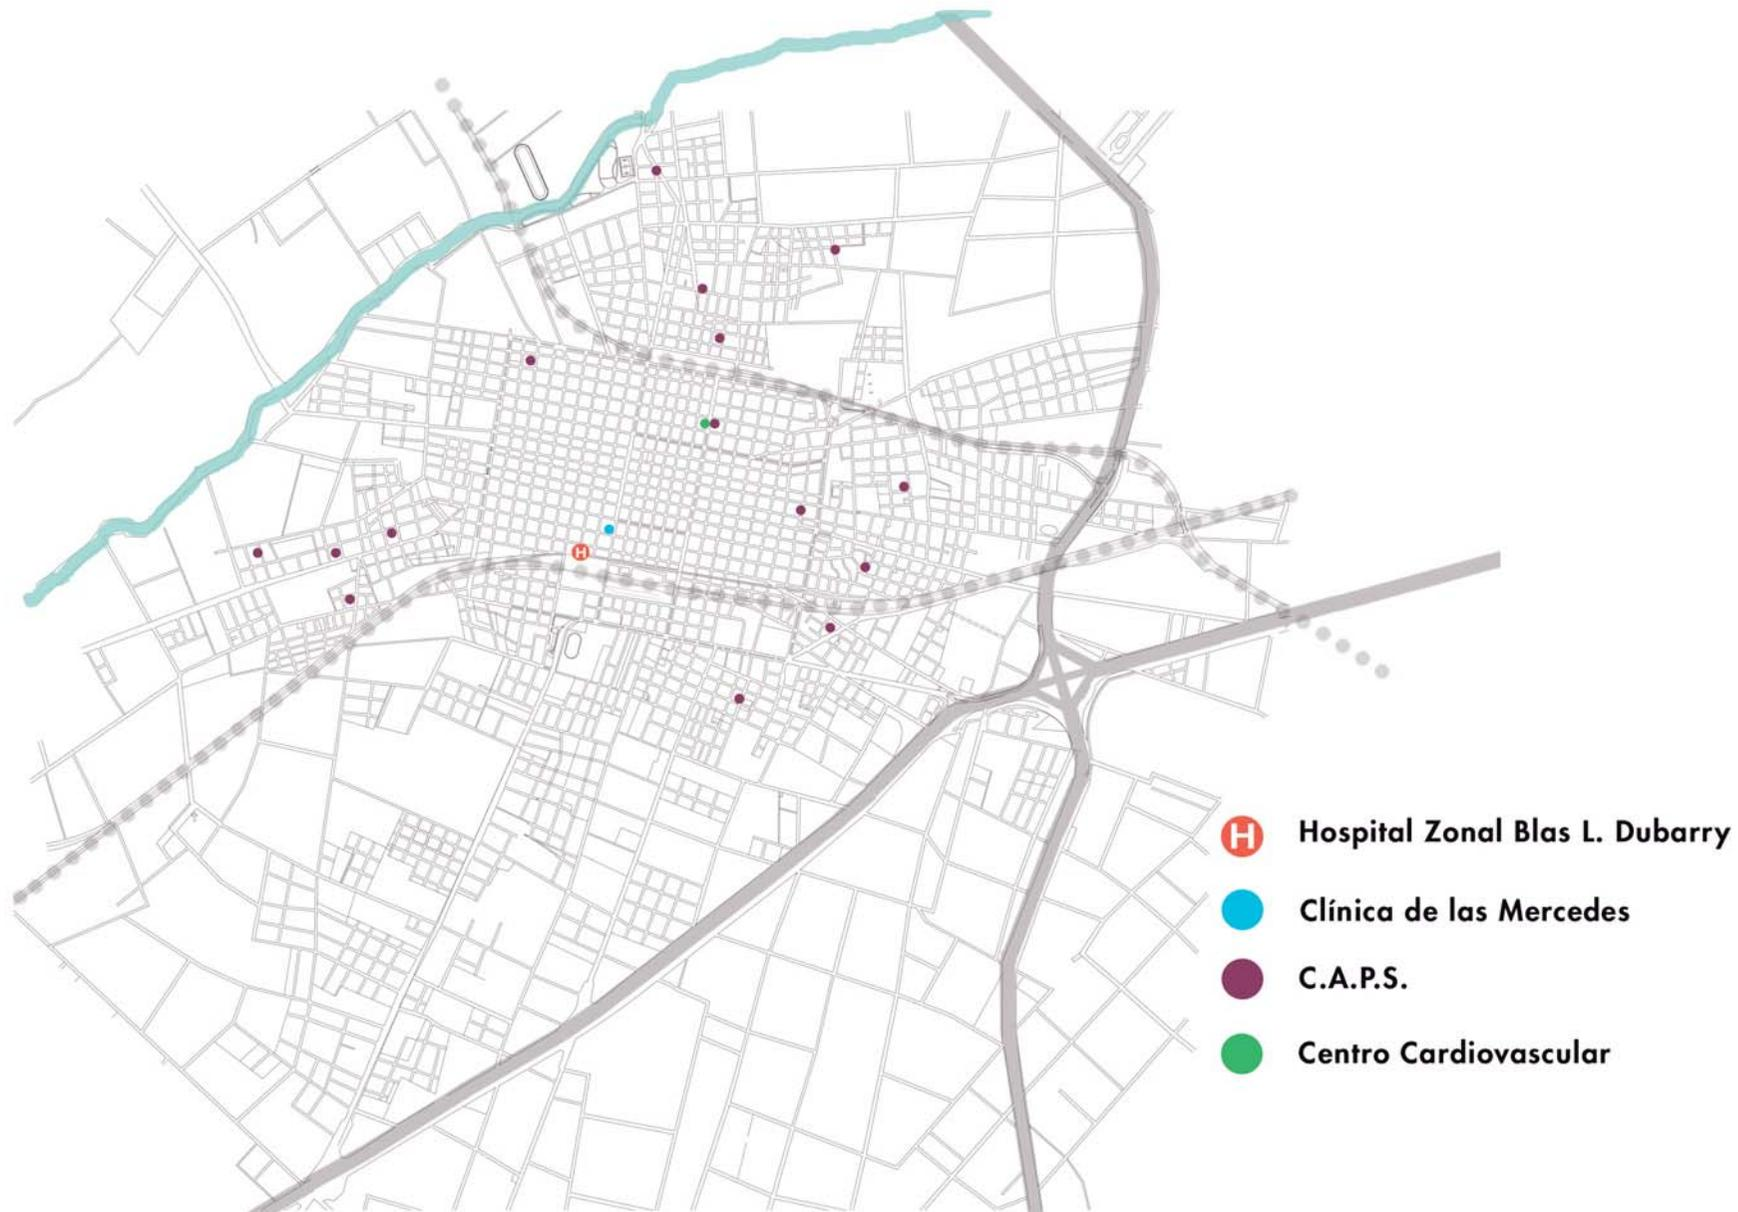 H
H Hospital Zonal Blas L. Dubarry
Clínica de las Mercedes
C.A.P.S.
Centro Cardiovascular